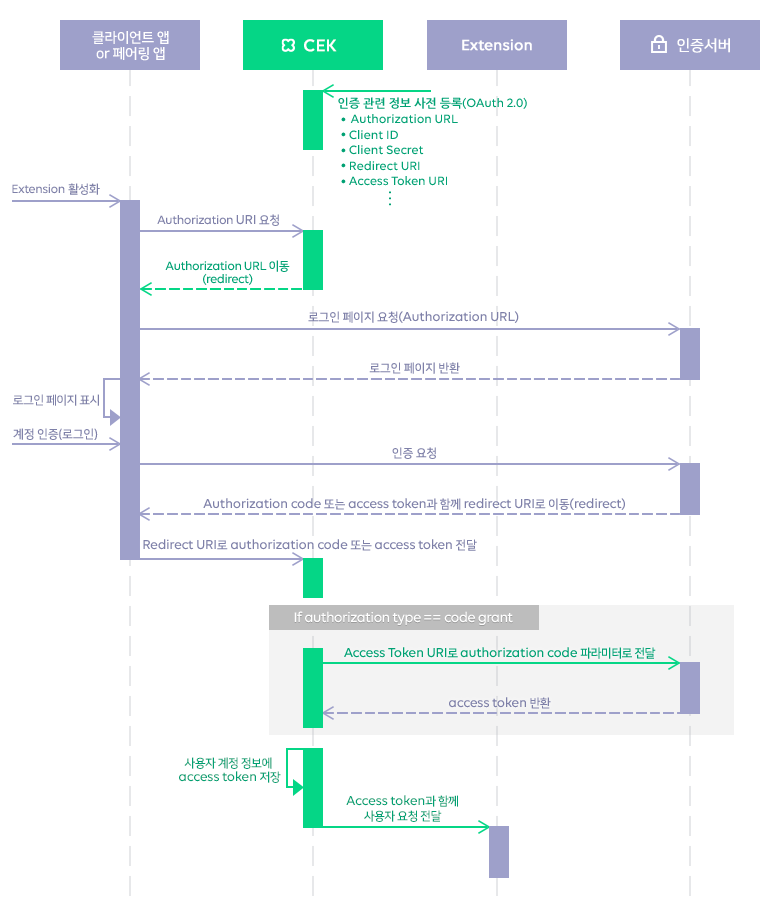 클라이언트 앱
or 페어링 앱
CEK
Extension
인증서버
인증 관련 정보 사전 등록(OAuth 2.0)
• Authorization URL
• Client ID
• Client Secret
• Redirect URI
• Access Token URI
⋮
Extension 활성화
Authorization URI 요청
Authorization URL 이동
(redirect)
로그인 페이지 요청(Authorization URL)
로그인 페이지 반환
로그인 페이지 표시
계정 인증(로그인)
인증 요청
Authorization code 또는 access token과 함께 redirect URI로 이동(redirect)
Redirect URI로 authorization code 또는 access token 전달
If authorization type == code grant
Access Token URI로 authorization code 파라미터로 전달
access token 반환
사용자 계정 정보에
access token 저장
Access token과 함께
사용자 요청 전달